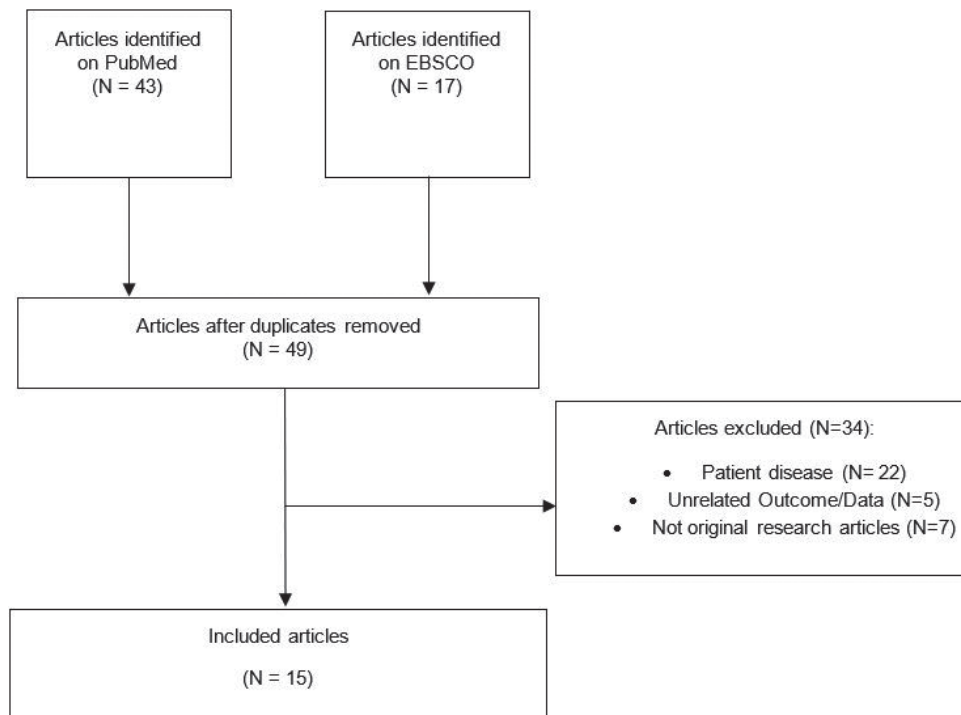 Articles identified
on PubMed
(N = 43)
Articles identified
on EBSCO
(N = 17)
Articles after duplicates removed
(N = 49)
Articles excluded (N=34):
• Patient disease (N= 22)
• Unrelated Outcome/Data (N=5)
• Not original research articles (N=7)
Included articles
(N = 15)